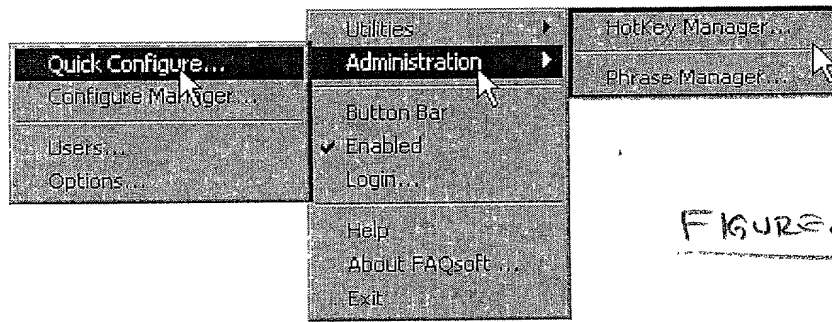 Quick Configure...
Configure Manager...
Users...
Options...
Utilities
Administration
Button Bar
Enabled
Login...
Help
About FAQsoft ...
Exit
HotKey Manager...
Phrase Manager...
FIGURE.